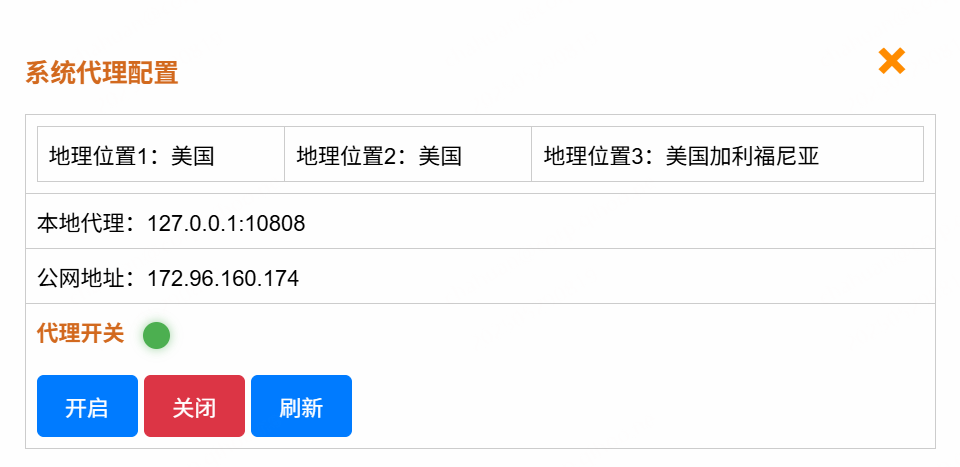 系统代理配置
地理位置1：美国 地理位置2：美国 地理位置3：美国加利福尼亚
本地代理：127.0.0.1:10808
公网地址：172.96.160.174
代理开关
开启 关闭 刷新